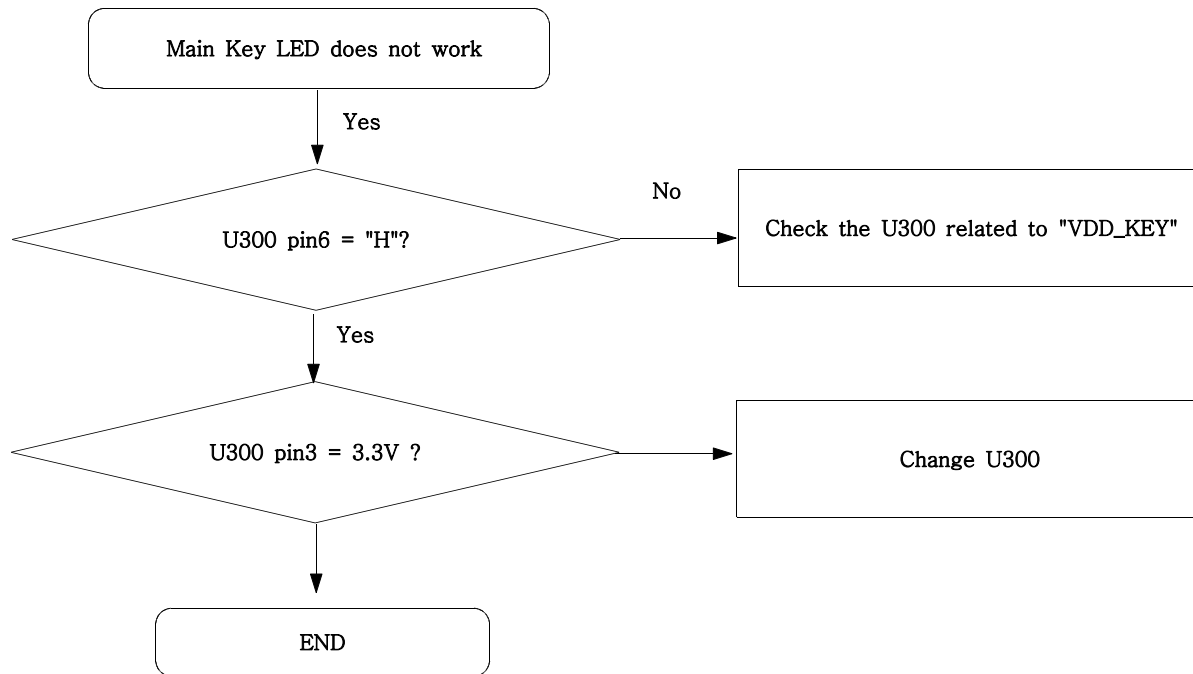 Main Key LED does not work
Yes
No
U300 pin6 = "H"?
Check the U300 related to "VDD_KEY"
Yes
U300 pin3 = 3.3V ?
Change U300
END